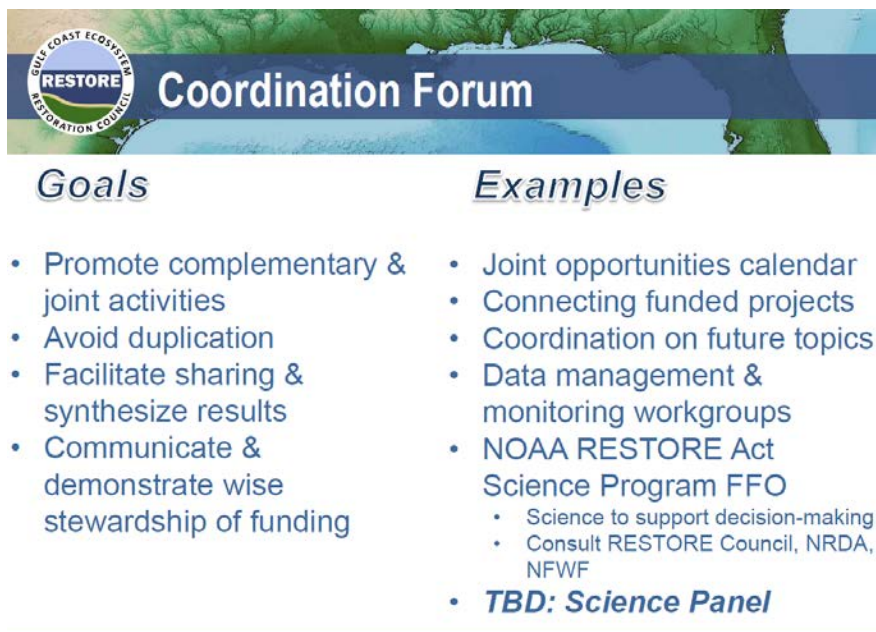 GULF COAST ECOSYSTEM
RESTORE
RESTORATION COUNCIL
Coordination Forum
Goals
• Promote complementary &
joint activities
• Avoid duplication
• Facilitate sharing &
synthesize results
• Communicate &
demonstrate wise
stewardship of funding
Examples
• Joint opportunities calendar
• Connecting funded projects
• Coordination on future topics
• Data management &
monitoring workgroups
• NOAA RESTORE Act
Science Program FFO
• Science to support decision-making
• Consult RESTORE Council, NRDA,
NFWF
• TBD: Science Panel